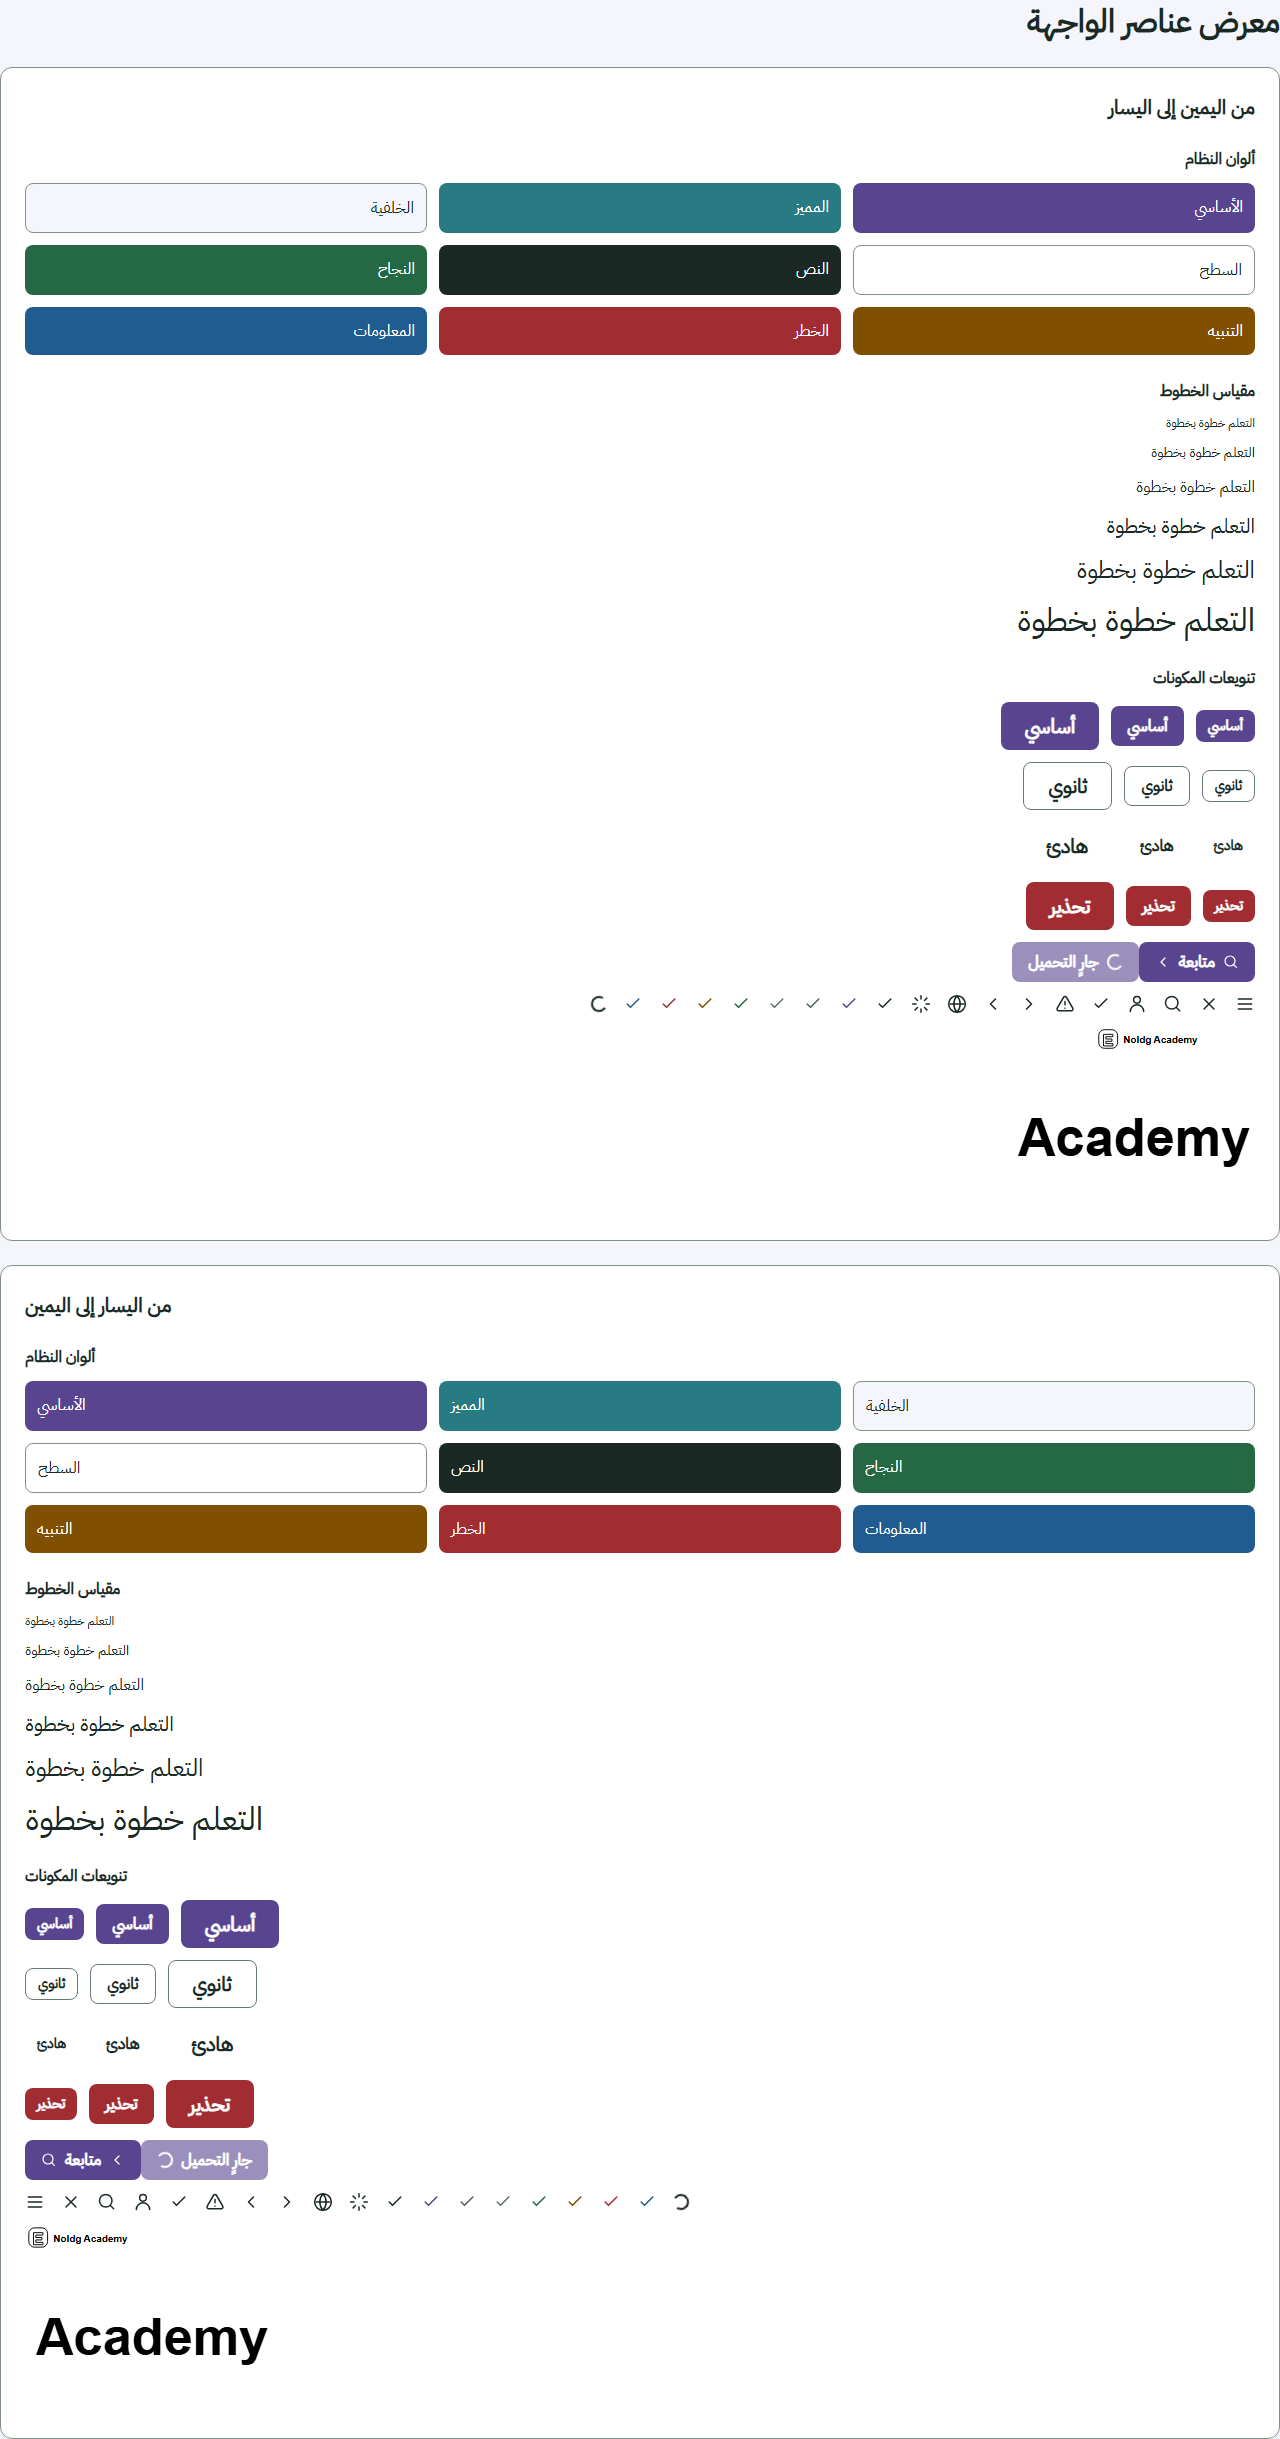 معرض عناصر الواجهة
من اليمين إلى اليسار
ألوان النظام
الأساسي المميز الخلفية
السطح النص النجاح
التنبيه الخطر المعلومات
مقياس الخطوط
التعلم خطوة بخطوة
التعلم خطوة بخطوة
التعلم خطوة بخطوة
التعلم خطوة بخطوة
التعلم خطوة بخطوة
التعلم خطوة بخطوة
تنويعات المكونات
أساسي أساسي أساسي
ثانوي ثانوي ثانوي
هادئ هادئ هادئ
تحذير تحذير تحذير
متابعة جارٍ التحميل
Noldg Academy
Academy
من اليسار إلى اليمين
ألوان النظام
الأساسي المميز الخلفية
السطح النص النجاح
التنبيه الخطر المعلومات
مقياس الخطوط
التعلم خطوة بخطوة
التعلم خطوة بخطوة
التعلم خطوة بخطوة
التعلم خطوة بخطوة
التعلم خطوة بخطوة
التعلم خطوة بخطوة
تنويعات المكونات
أساسي أساسي أساسي
ثانوي ثانوي ثانوي
هادئ هادئ هادئ
تحذير تحذير تحذير
متابعة جارٍ التحميل
Noldg Academy
Academy